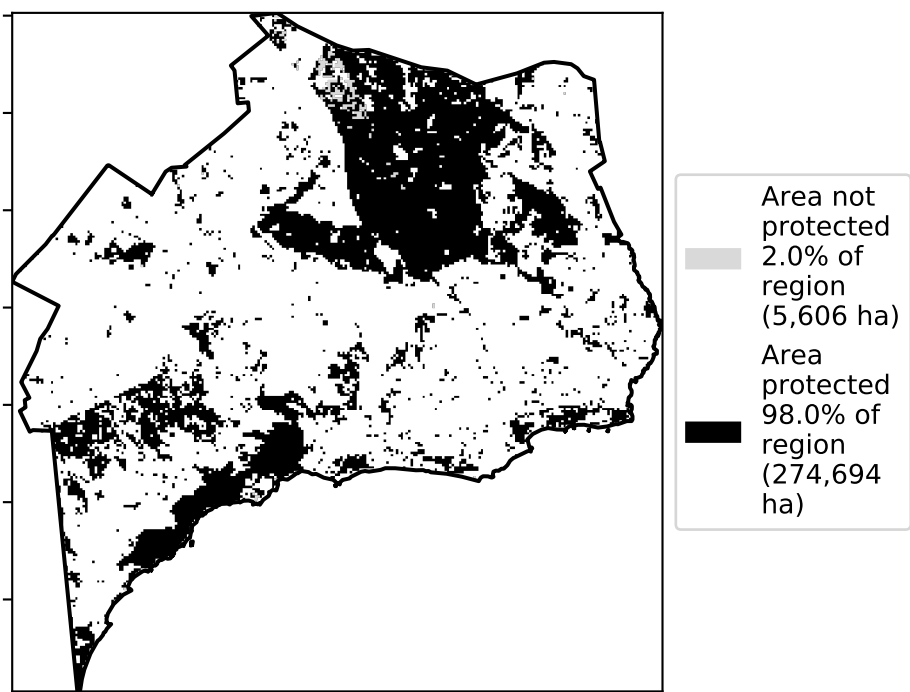 Area not
protected
2.0% of
region
(5,606 ha)
Area
protected
98.0% of
region
(274,694
ha)